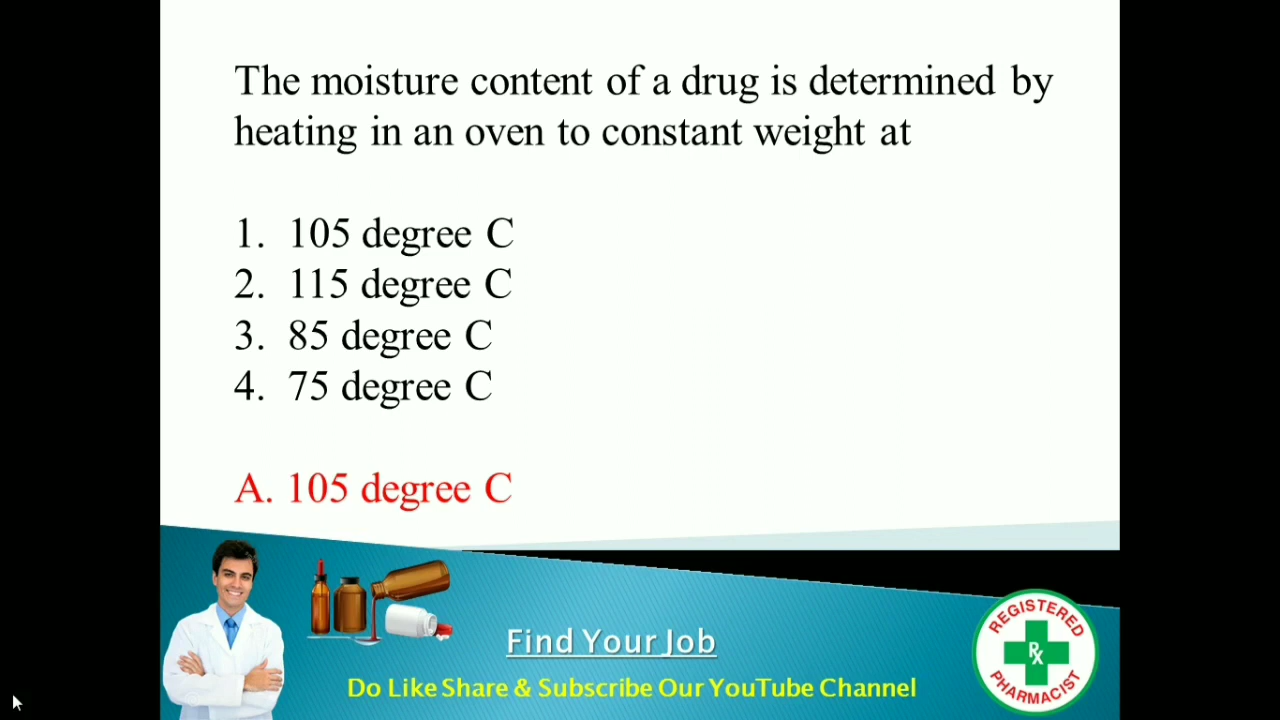 The moisture content of a drug is determined by
heating in an oven to constant weight at
1. 105 degree C
2. 115 degree C
3. 85 degree C
4. 75 degree C
A. 105 degree C
Find Your Job
Do Like Share & Subscribe Our YouTube Channel
REGISTERED
Rx
PHARMACIST